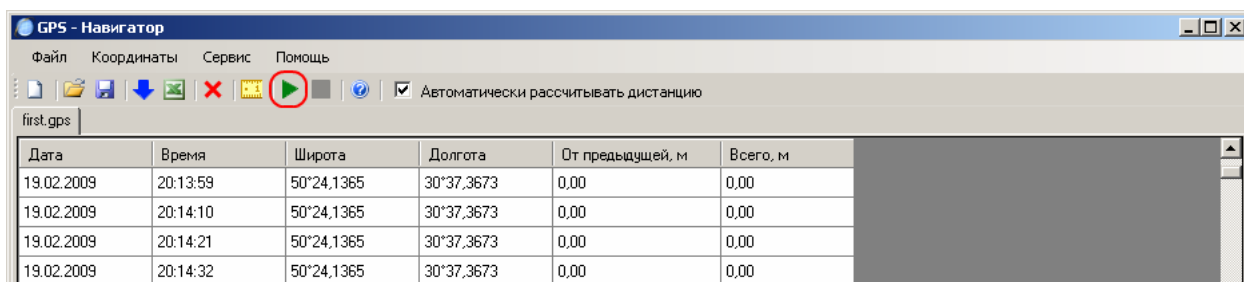 GPS - Навигатор
Файл Координаты Сервис Помощь
Автоматически рассчитывать дистанцию
first.gps
Дата Время Широта Долгота От предыдущей, м Всего, м
19.02.2009 20:13:59 50°24,1365 30°37,3673 0,00 0,00
19.02.2009 20:14:10 50°24,1365 30°37,3673 0,00 0,00
19.02.2009 20:14:21 50°24,1365 30°37,3673 0,00 0,00
19.02.2009 20:14:32 50°24,1365 30°37,3673 0,00 0,00